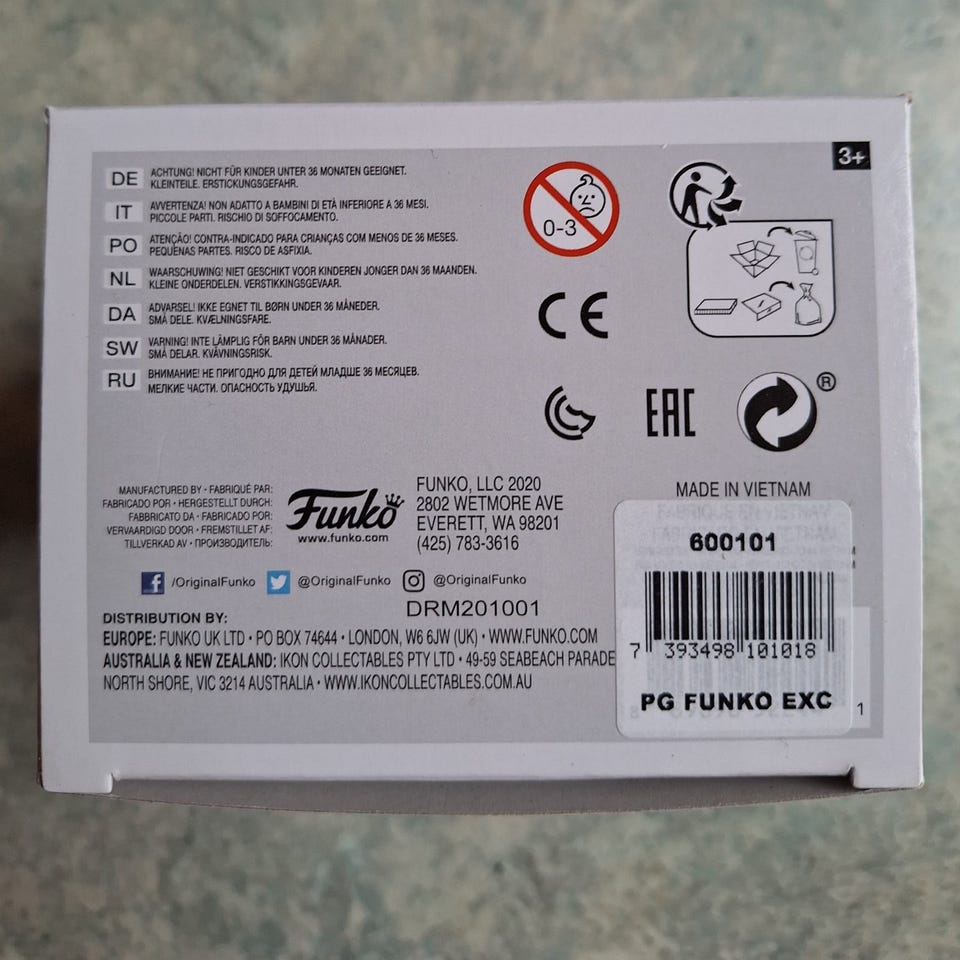 3+
DE ACHTUNG! NICHT FÜR KINDER UNTER 36 MONATEN GEEIGNET.
KLEINTEILE. ERSTICKUNGSGEFAHR.
IT AVVERTENZA! NON ADATTO A BAMBINI DI ETÀ INFERIORE A 36 MESI.
PICCOLE PARTI. RISCHIO DI SOFFOCAMENTO.
PO ATENÇÃO! CONTRA-INDICADO PARA CRIANÇAS COM MENOS DE 36 MESES.
PEQUENAS PARTES. RISCO DE ASFIXIA.
NL WAARSCHUWING! NIET GESCHIKT VOOR KINDEREN JONGER DAN 36 MAANDEN.
KLEINE ONDERDELEN. VERSTIKKINGSGEVAAR.
DA ADVARSEL! IKKE EGNET TIL BØRN UNDER 36 MÅNEDER.
SMÅ DELE. KVÆLNINGSFARE.
SW VARNING! INTE LÄMPLIG FÖR BARN UNDER 36 MÅNADER.
SMÅ DELAR. KVÄVNINGSRISK.
RU ВНИМАНИЕ! НЕ ПРИГОДНО ДЛЯ ДЕТЕЙ МЛАДШЕ 36 МЕСЯЦЕВ.
МЕЛКИЕ ЧАСТИ. ОПАСНОСТЬ УДУШЬЯ.
0-3
CE
EAC
®
MANUFACTURED BY • FABRIQUÉ PAR:
FABRICADO POR • HERGESTELLT DURCH:
FABBRICATO DA • FABRICADO POR:
VERVAARDIGD DOOR • FREMSTILLET AF:
TILLVERKAD AV • ПРОИЗВОДИТЕЛЬ:
Funko
www.funko.com
FUNKO, LLC 2020
2802 WETMORE AVE
EVERETT, WA 98201
(425) 783-3616
MADE IN VIETNAM
/OriginalFunko @OriginalFunko @OriginalFunko
DRM201001
DISTRIBUTION BY:
EUROPE: FUNKO UK LTD • PO BOX 74644 • LONDON, W6 6JW (UK) • WWW.FUNKO.COM
AUSTRALIA & NEW ZEALAND: IKON COLLECTABLES PTY LTD • 49-59 SEABEACH PARADE
NORTH SHORE, VIC 3214 AUSTRALIA • WWW.IKONCOLLECTABLES.COM.AU
600101
7 393498 101018
PG FUNKO EXC
1